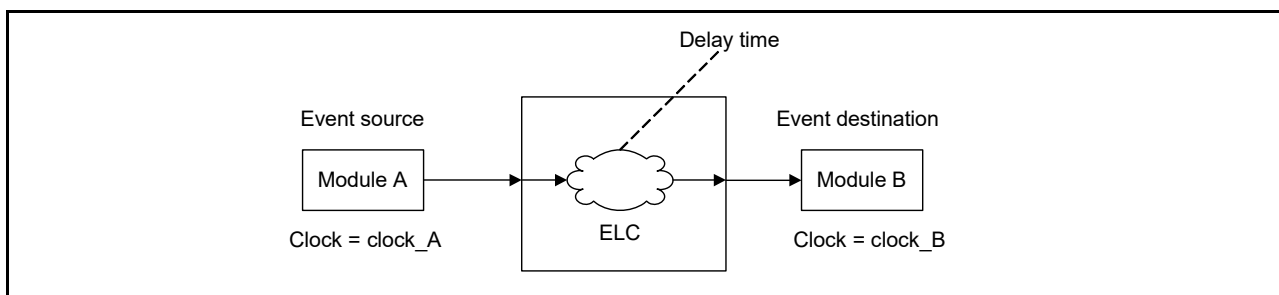 Delay time
Event source
Event destination
Module A
Module B
ELC
Clock = clock_A
Clock = clock_B